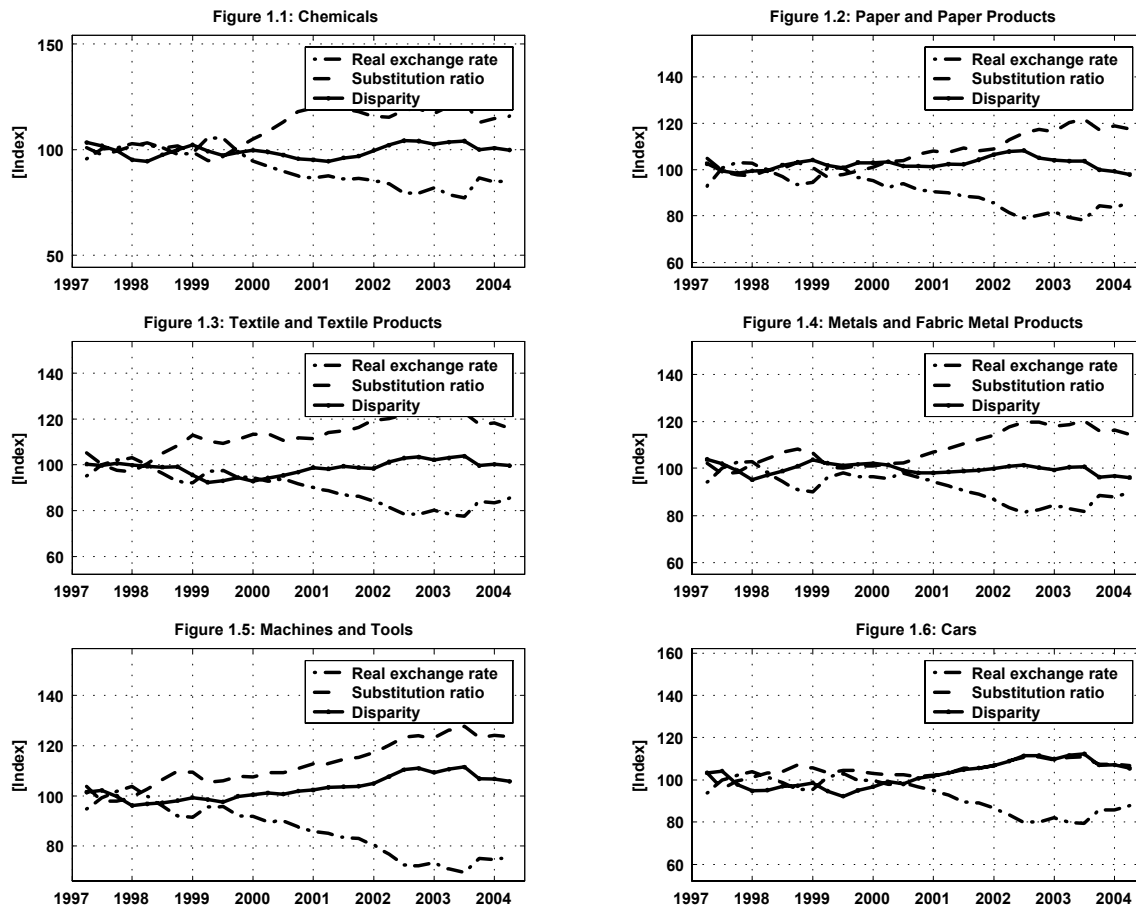 Figure 1.1: Chemicals
150
100
50
[Index]
Real exchange rate
Substitution ratio
Disparity
1997 1998 1999 2000 2001 2002 2003 2004
Figure 1.2: Paper and Paper Products
140
120
100
80
60
[Index]
Real exchange rate
Substitution ratio
Disparity
1997 1998 1999 2000 2001 2002 2003 2004
Figure 1.3: Textile and Textile Products
140
120
100
80
60
[Index]
Real exchange rate
Substitution ratio
Disparity
1997 1998 1999 2000 2001 2002 2003 2004
Figure 1.4: Metals and Fabric Metal Products
140
120
100
80
60
[Index]
Real exchange rate
Substitution ratio
Disparity
1997 1998 1999 2000 2001 2002 2003 2004
Figure 1.5: Machines and Tools
140
120
100
80
[Index]
Real exchange rate
Substitution ratio
Disparity
1997 1998 1999 2000 2001 2002 2003 2004
Figure 1.6: Cars
160
140
120
100
80
60
[Index]
Real exchange rate
Substitution ratio
Disparity
1997 1998 1999 2000 2001 2002 2003 2004